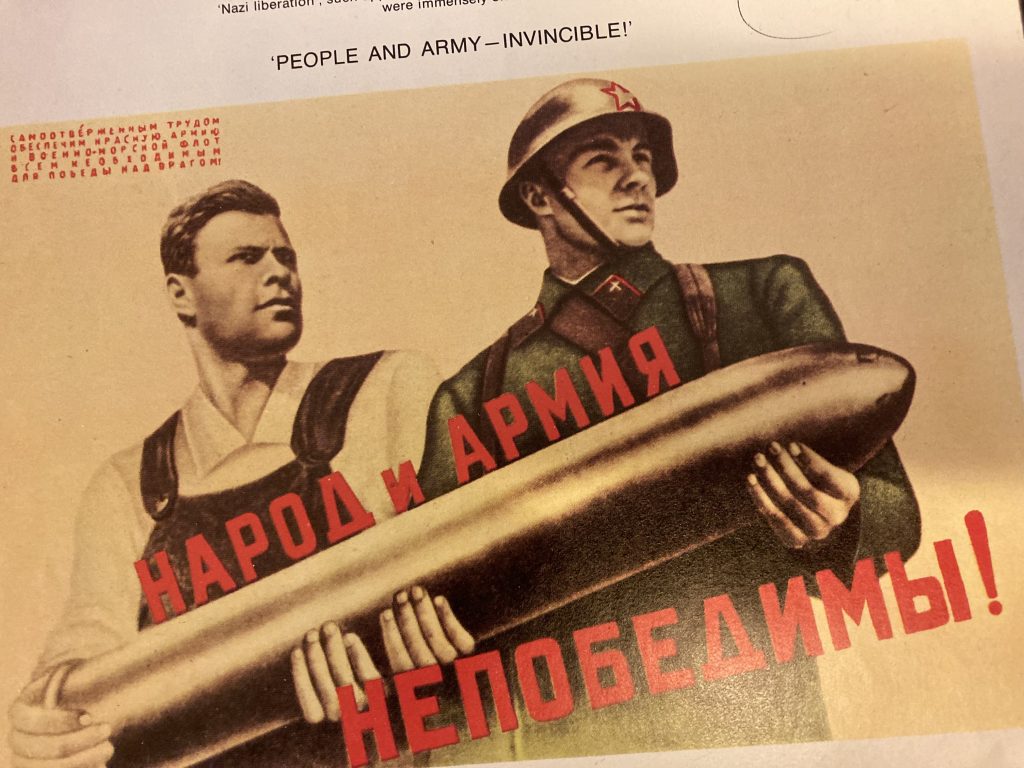 'Nazi liberation', such
were immensely
'PEOPLE AND ARMY—INVINCIBLE!'
САМООТВЕРЖЕННЫМ ТРУДОМ
ОБЕСПЕЧИМ КРАСНУЮ АРМИЮ
И ВОЕННО-МОРСКОЙ ФЛОТ
ВСЕМ НЕОБХОДИМЫМ
ДЛЯ ПОБЕДЫ НАД ВРАГОМ!
НАРОД И АРМИЯ
НЕПОБЕДИМЫ!